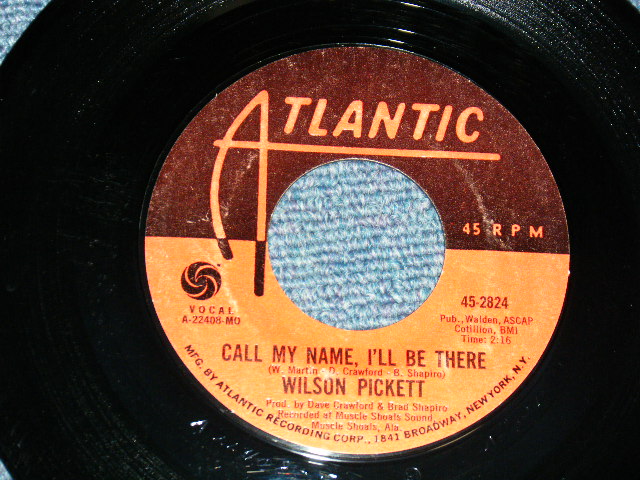 ATLANTIC
45 RPM
VOCAL
A-22408-MO
45-2824
Pub., Walden, ASCAP
Cotillion, BMI
Time: 2:16
CALL MY NAME, I'LL BE THERE
(W. Martin - D. Crawford - B. Shapiro)
WILSON PICKETT
Prod. by Dave Crawford & Brad Shapiro
Recorded at Muscle Shoals Sound,
Muscle Shoals, Ala.
MFG. BY ATLANTIC RECORDING CORP., 1841 BROADWAY, NEW YORK, N.Y.